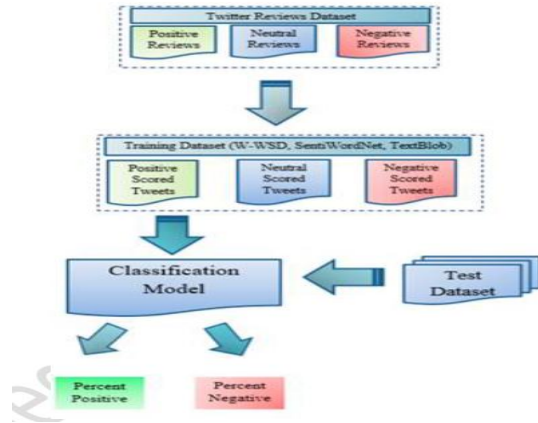 Twitter Reviews Dataset
Positive
Reviews
Neutral
Reviews
Negative
Reviews
Training Dataset (W-WSD, SentiWordNet, TextBlob)
Positive
Scored
Tweets
Neutral
Scored
Tweets
Negative
Scored
Tweets
Classification
Model
Test
Dataset
Percent
Positive
Percent
Negative